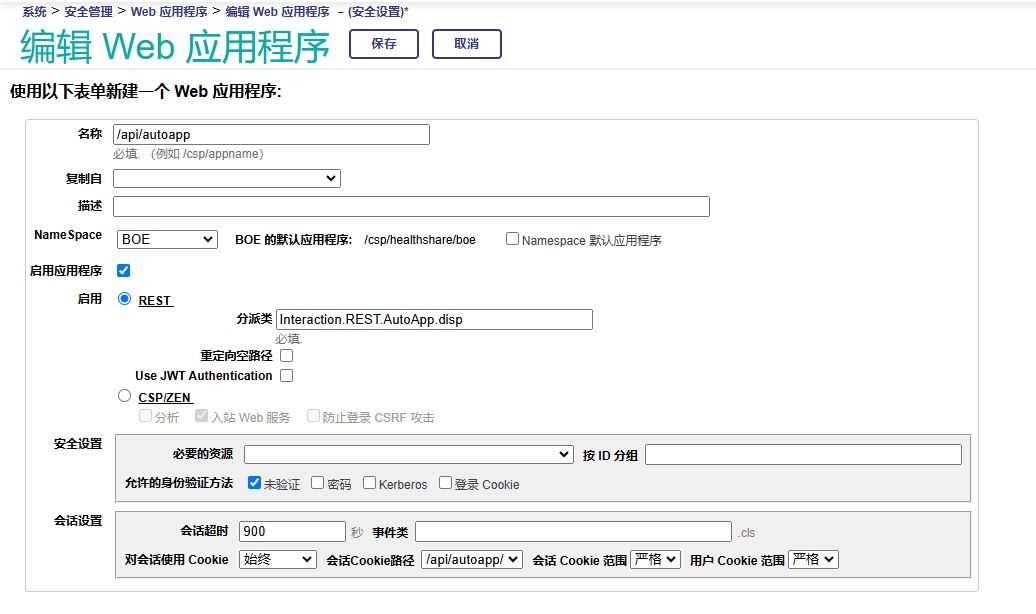 系统 > 安全管理 > Web 应用程序 > 编辑 Web 应用程序 - (安全设置)*
编辑 Web 应用程序 保存 取消
使用以下表单新建一个 Web 应用程序:
名称 /api/autoapp
必填. (例如 /csp/appname)
复制自
描述
NameSpace BOE BOE 的默认应用程序: /csp/healthshare/boe Namespace 默认应用程序
启用应用程序
启用 REST
分派类 Interaction.REST.AutoApp.disp
必填.
重定向空路径
Use JWT Authentication
CSP/ZEN
分析 入站 Web 服务 防止登录 CSRF 攻击
安全设置 必要的资源 按 ID 分组
允许的身份验证方法 未验证 密码 Kerberos 登录 Cookie
会话设置 会话超时 900 秒 事件类 .cls
对会话使用 Cookie 始终 会话Cookie路径 /api/autoapp/ 会话 Cookie 范围 严格 用户 Cookie 范围 严格